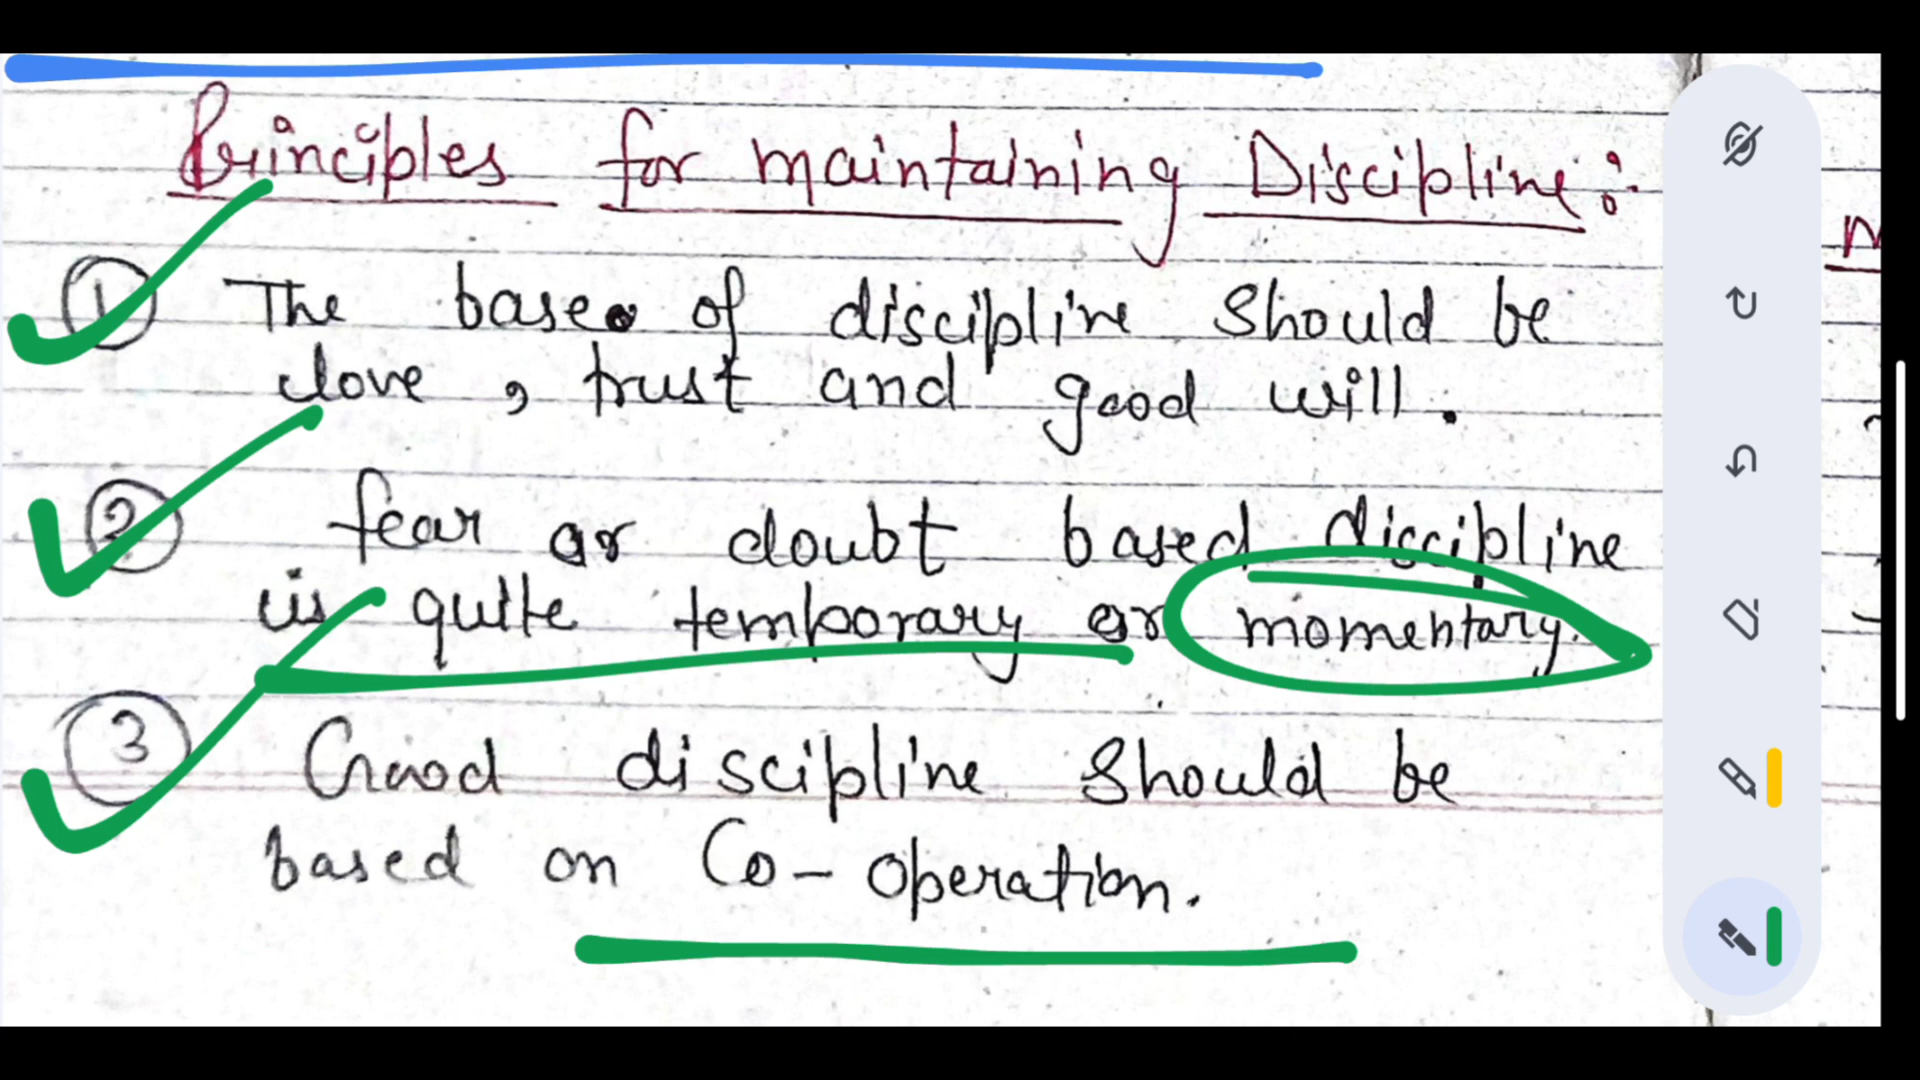 Principles for maintaining Discipline :-
① The base of discipline should be
love , trust and good will .
② fear or doubt based discipline
is quite temporary or momentary.
③ Good discipline should be
based on Co-operation.